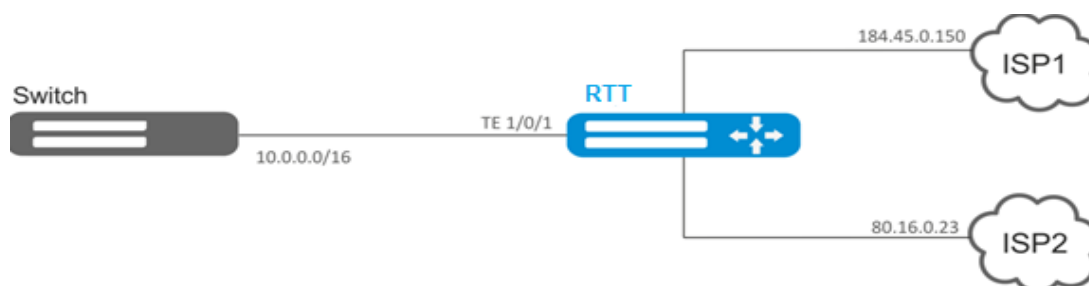 184.45.0.150
ISP1
Switch
RTT
TE 1/0/1
10.0.0.0/16
80.16.0.23
ISP2